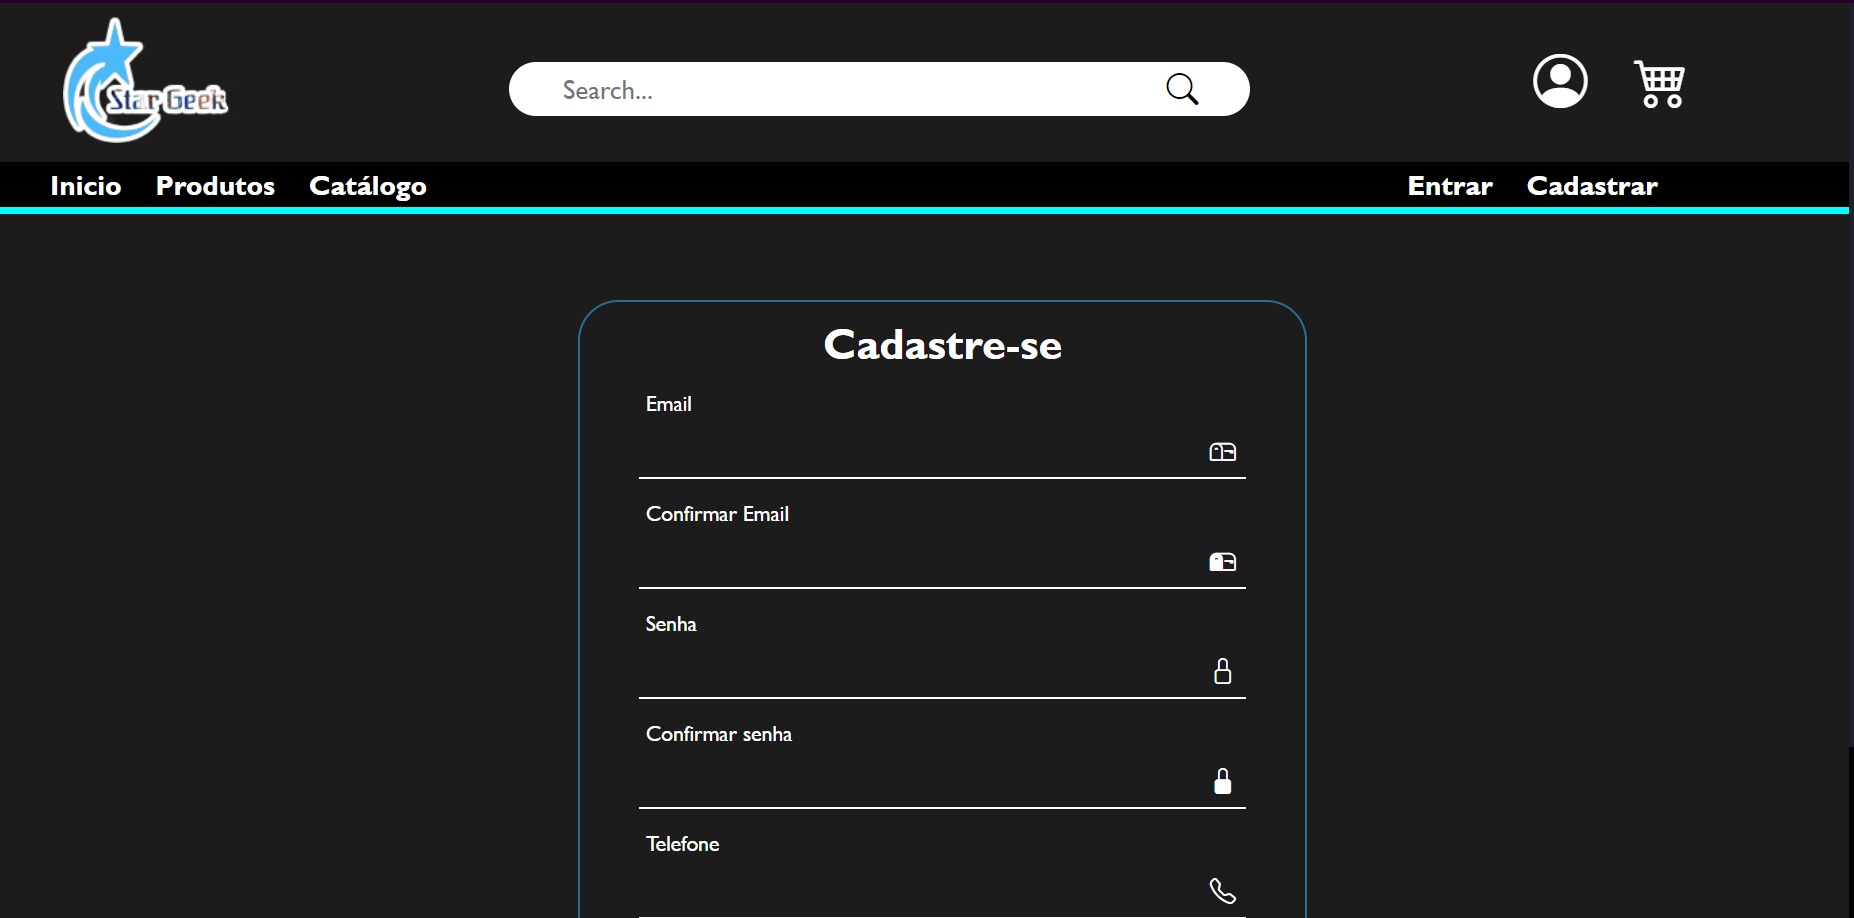 Star Geek
Search...
Inicio Produtos Catálogo Entrar Cadastrar
Cadastre-se
Email
Confirmar Email
Senha
Confirmar senha
Telefone